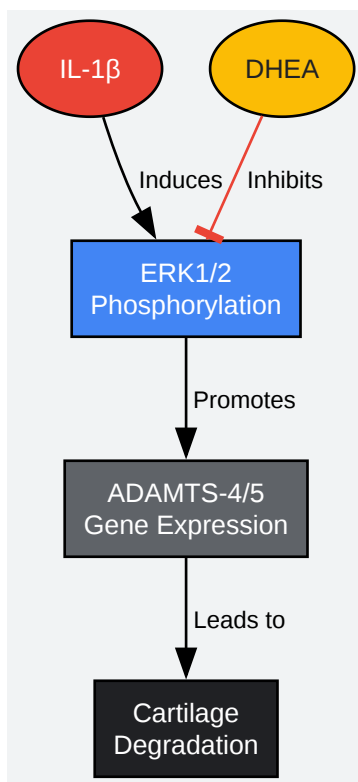 IL-1β
DHEA
Induces
Inhibits
ERK1/2
Phosphorylation
Promotes
ADAMTS-4/5
Gene Expression
Leads to
Cartilage
Degradation